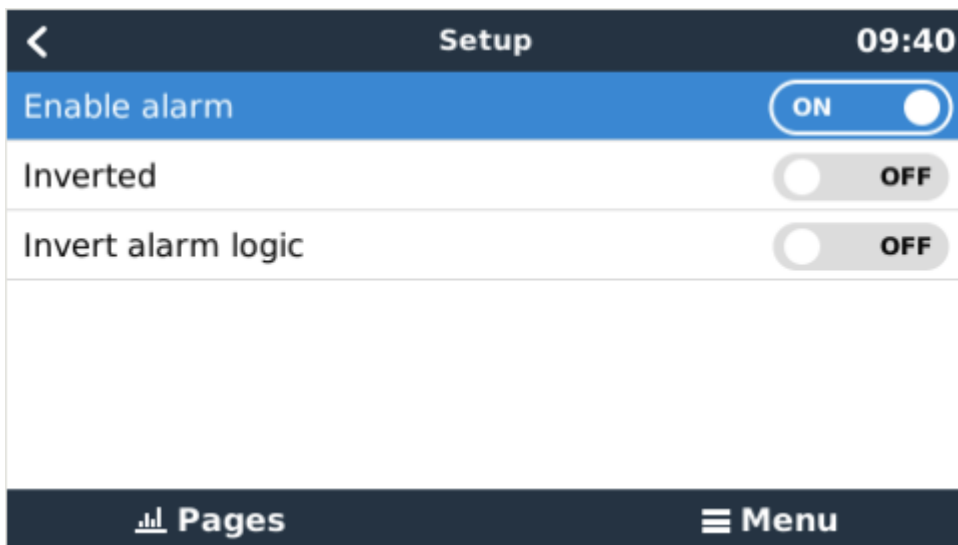 Setup 09:40
Enable alarm ON
Inverted OFF
Invert alarm logic OFF
Pages Menu